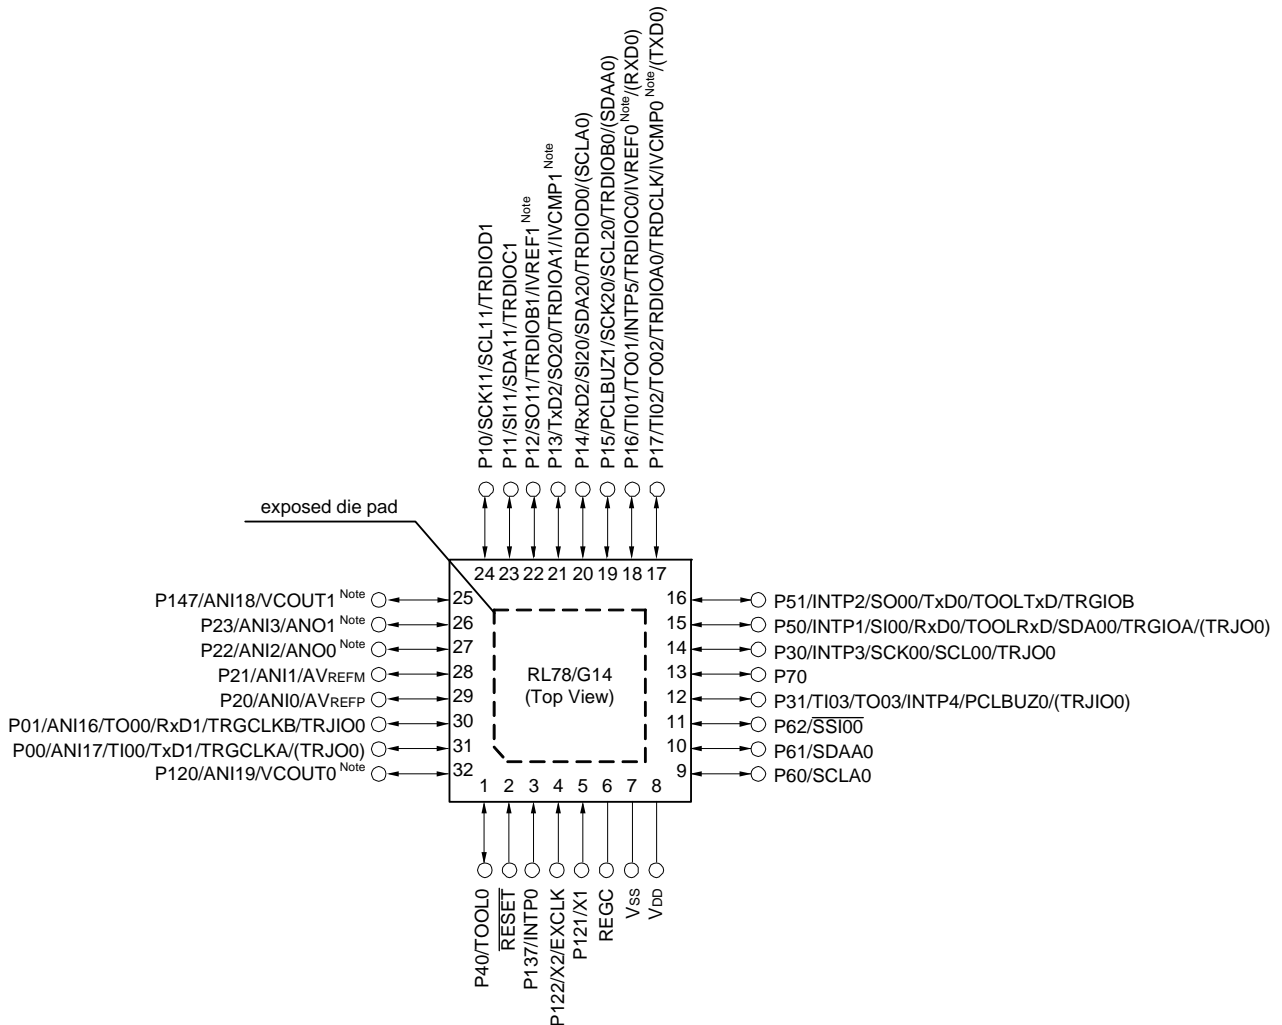 P10/SCK11/SCL11/TRDIOD1
P11/SI11/SDA11/TRDIOC1
P12/SO11/TRDIOB1/IVREF1 Note
P13/TxD2/SO20/TRDIOA1/IVCMP1 Note
P14/RxD2/SI20/SDA20/TRDIOD0/(SCLA0)
P15/PCLBUZ1/SCK20/SCL20/TRDIOB0/(SDAA0)
P16/TI01/TO01/INTP5/TRDIOC0/IVREF0 Note/(RXD0)
P17/TI02/TO02/TRDIOA0/TRDCLK/IVCMP0 Note/(TXD0)
exposed die pad
24 23 22 21 20 19 18 17
P147/ANI18/VCOUT1 Note 25
P23/ANI3/ANO1 Note 26
P22/ANI2/ANO0 Note 27
P21/ANI1/AVREFM 28
P20/ANI0/AVREFP 29
P01/ANI16/TO00/RxD1/TRGCLKB/TRJIO0 30
P00/ANI17/TI00/TxD1/TRGCLKA/(TRJO0) 31
P120/ANI19/VCOUT0 Note 32
RL78/G14
(Top View)
16 P51/INTP2/SO00/TxD0/TOOLTxD/TRGIOB
15 P50/INTP1/SI00/RxD0/TOOLRxD/SDA00/TRGIOA/(TRJO0)
14 P30/INTP3/SCK00/SCL00/TRJO0
13 P70
12 P31/TI03/TO03/INTP4/PCLBUZ0/(TRJIO0)
11 P62/SSI00
10 P61/SDAA0
9 P60/SCLA0
1 2 3 4 5 6 7 8
P40/TOOL0
RESET
P137/INTP0
P122/X2/EXCLK
P121/X1
REGC
VSS
VDD